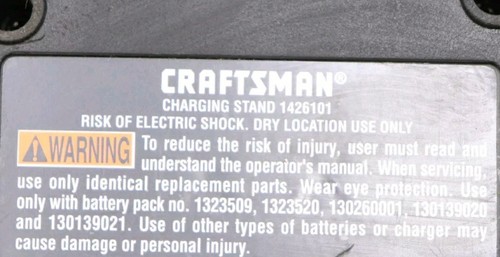 CRAFTSMAN®
CHARGING STAND 1426101
RISK OF ELECTRIC SHOCK. DRY LOCATION USE ONLY
WARNING To reduce the risk of injury, user must read and
understand the operator's manual. When servicing,
use only identical replacement parts. Wear eye protection. Use
only with battery pack no. 1323509, 1323520, 130260001, 130139020
and 130139021. Use of other types of batteries or charger may
cause damage or personal injury.